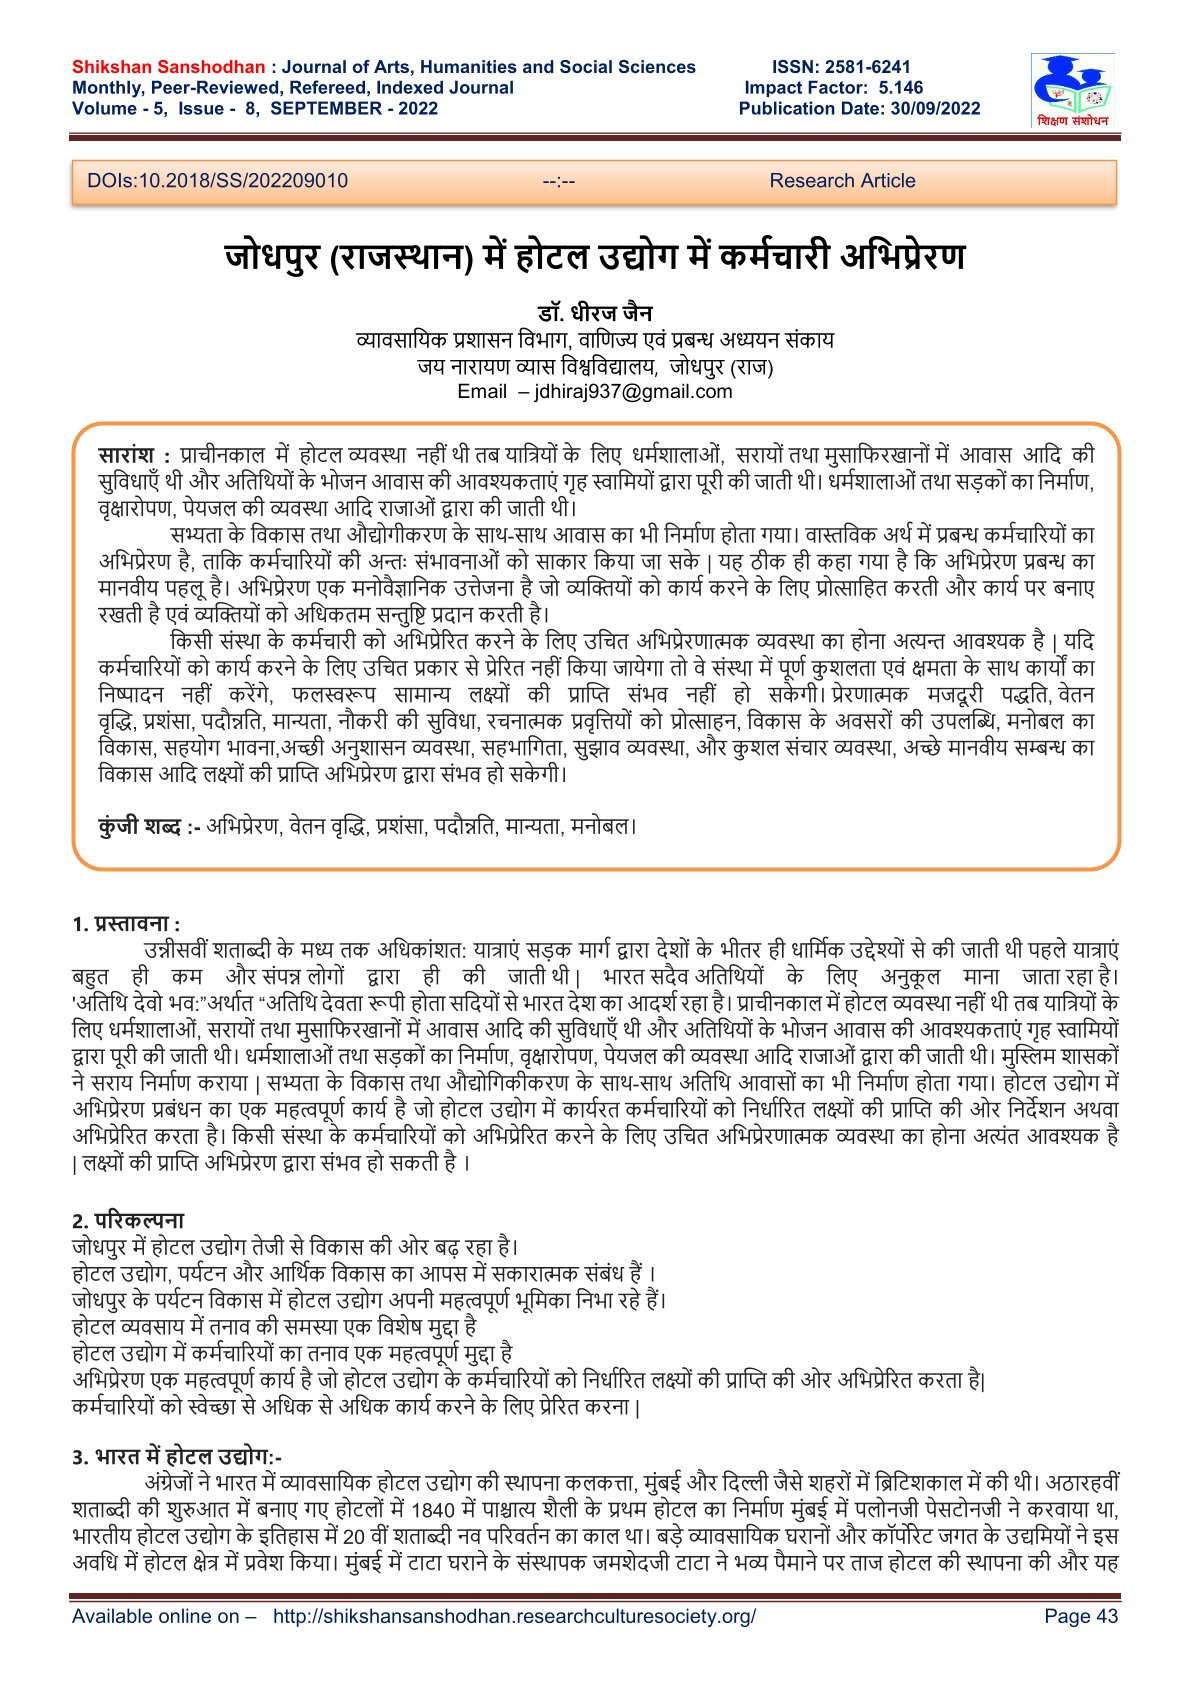 Shikshan Sanshodhan : Journal of Arts, Humanities and Social Sciences ISSN: 2581-6241
Monthly, Peer-Reviewed, Refereed, Indexed Journal Impact Factor: 5.146
Volume - 5, Issue - 8, SEPTEMBER - 2022 Publication Date: 30/09/2022
शिक्षण संशोधन
DOIs:10.2018/SS/202209010 --:-- Research Article
जोधपुर (राजस्थान) में होटल उद्योग में कर्मचारी अभिप्रेरण
डॉ. धीरज जैन
व्यावसायिक प्रशासन विभाग, वाणिज्य एवं प्रबन्ध अध्ययन संकाय
जय नारायण व्यास विश्वविद्यालय, जोधपुर (राज)
Email – jdhiraj937@gmail.com
सारांश : प्राचीनकाल में होटल व्यवस्था नहीं थी तब यात्रियों के लिए धर्मशालाओं, सरायों तथा मुसाफिरखानों में आवास आदि की
सुविधाएँ थी और अतिथियों के भोजन आवास की आवश्यकताएं गृह स्वामियों द्वारा पूरी की जाती थी। धर्मशालाओं तथा सड़कों का निर्माण,
वृक्षारोपण, पेयजल की व्यवस्था आदि राजाओं द्वारा की जाती थी।
सभ्यता के विकास तथा औद्योगीकरण के साथ-साथ आवास का भी निर्माण होता गया। वास्तविक अर्थ में प्रबन्ध कर्मचारियों का
अभिप्रेरण है, ताकि कर्मचारियों की अन्तः संभावनाओं को साकार किया जा सके | यह ठीक ही कहा गया है कि अभिप्रेरण प्रबन्ध का
मानवीय पहलू है। अभिप्रेरण एक मनोवैज्ञानिक उत्तेजना है जो व्यक्तियों को कार्य करने के लिए प्रोत्साहित करती और कार्य पर बनाए
रखती है एवं व्यक्तियों को अधिकतम सन्तुष्टि प्रदान करती है।
किसी संस्था के कर्मचारी को अभिप्रेरित करने के लिए उचित अभिप्रेरणात्मक व्यवस्था का होना अत्यन्त आवश्यक है | यदि
कर्मचारियों को कार्य करने के लिए उचित प्रकार से प्रेरित नहीं किया जायेगा तो वे संस्था में पूर्ण कुशलता एवं क्षमता के साथ कार्यों का
निष्पादन नहीं करेंगे, फलस्वरूप सामान्य लक्ष्यों की प्राप्ति संभव नहीं हो सकेगी। प्रेरणात्मक मजदूरी पद्धति, वेतन
वृद्धि, प्रशंसा, पदौन्नति, मान्यता, नौकरी की सुविधा, रचनात्मक प्रवृत्तियों को प्रोत्साहन, विकास के अवसरों की उपलब्धि, मनोबल का
विकास, सहयोग भावना,अच्छी अनुशासन व्यवस्था, सहभागिता, सुझाव व्यवस्था, और कुशल संचार व्यवस्था, अच्छे मानवीय सम्बन्ध का
विकास आदि लक्ष्यों की प्राप्ति अभिप्रेरण द्वारा संभव हो सकेगी।
कुंजी शब्द :- अभिप्रेरण, वेतन वृद्धि, प्रशंसा, पदौन्नति, मान्यता, मनोबल।
1. प्रस्तावना :
उन्नीसवीं शताब्दी के मध्य तक अधिकांशत: यात्राएं सड़क मार्ग द्वारा देशों के भीतर ही धार्मिक उद्देश्यों से की जाती थी पहले यात्राएं
बहुत ही कम और संपन्न लोगों द्वारा ही की जाती थी | भारत सदैव अतिथियों के लिए अनुकूल माना जाता रहा है।
'अतिथि देवो भव:”अर्थात “अतिथि देवता रूपी होता सदियों से भारत देश का आदर्श रहा है। प्राचीनकाल में होटल व्यवस्था नहीं थी तब यात्रियों के
लिए धर्मशालाओं, सरायों तथा मुसाफिरखानों में आवास आदि की सुविधाएँ थी और अतिथियों के भोजन आवास की आवश्यकताएं गृह स्वामियों
द्वारा पूरी की जाती थी। धर्मशालाओं तथा सड़कों का निर्माण, वृक्षारोपण, पेयजल की व्यवस्था आदि राजाओं द्वारा की जाती थी। मुस्लिम शासकों
ने सराय निर्माण कराया | सभ्यता के विकास तथा औद्योगिकीकरण के साथ-साथ अतिथि आवासों का भी निर्माण होता गया। होटल उद्योग में
अभिप्रेरण प्रबंधन का एक महत्वपूर्ण कार्य है जो होटल उद्योग में कार्यरत कर्मचारियों को निर्धारित लक्ष्यों की प्राप्ति की ओर निर्देशन अथवा
अभिप्रेरित करता है। किसी संस्था के कर्मचारियों को अभिप्रेरित करने के लिए उचित अभिप्रेरणात्मक व्यवस्था का होना अत्यंत आवश्यक है
| लक्ष्यों की प्राप्ति अभिप्रेरण द्वारा संभव हो सकती है ।
2. परिकल्पना
जोधपुर में होटल उद्योग तेजी से विकास की ओर बढ़ रहा है।
होटल उद्योग, पर्यटन और आर्थिक विकास का आपस में सकारात्मक संबंध हैं ।
जोधपुर के पर्यटन विकास में होटल उद्योग अपनी महत्वपूर्ण भूमिका निभा रहे हैं।
होटल व्यवसाय में तनाव की समस्या एक विशेष मुद्दा है
होटल उद्योग में कर्मचारियों का तनाव एक महत्वपूर्ण मुद्दा है
अभिप्रेरण एक महत्वपूर्ण कार्य है जो होटल उद्योग के कर्मचारियों को निर्धारित लक्ष्यों की प्राप्ति की ओर अभिप्रेरित करता है|
कर्मचारियों को स्वेच्छा से अधिक से अधिक कार्य करने के लिए प्रेरित करना |
3. भारत में होटल उद्योग:-
अंग्रेजों ने भारत में व्यावसायिक होटल उद्योग की स्थापना कलकत्ता, मुंबई और दिल्ली जैसे शहरों में ब्रिटिशकाल में की थी। अठारहवीं
शताब्दी की शुरुआत में बनाए गए होटलों में 1840 में पाश्चात्य शैली के प्रथम होटल का निर्माण मुंबई में पलोनजी पेसटोनजी ने करवाया था,
भारतीय होटल उद्योग के इतिहास में 20 वीं शताब्दी नव परिवर्तन का काल था। बड़े व्यावसायिक घरानों और कॉर्पोरेट जगत के उद्यमियों ने इस
अवधि में होटल क्षेत्र में प्रवेश किया। मुंबई में टाटा घराने के संस्थापक जमशेदजी टाटा ने भव्य पैमाने पर ताज होटल की स्थापना की और यह
Available online on – http://shikshansanshodhan.researchculturesociety.org/ Page 43